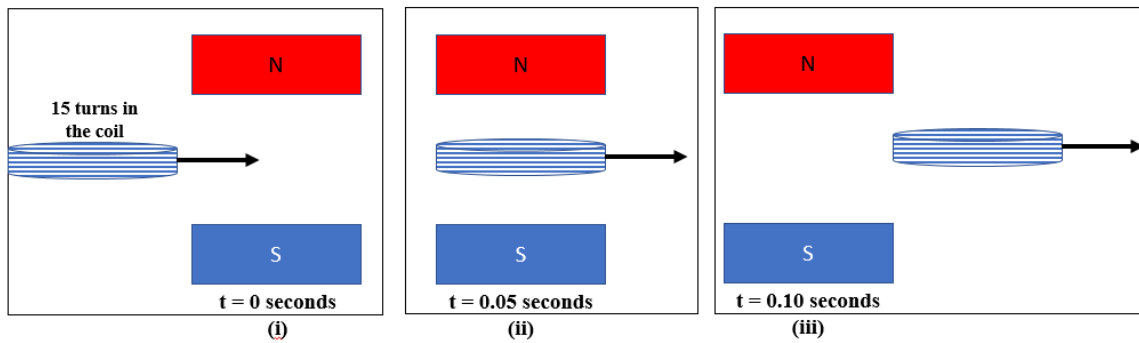 15 turns in
the coil
N
S
t = 0 seconds
(i)
N
S
t = 0.05 seconds
(ii)
N
S
t = 0.10 seconds
(iii)